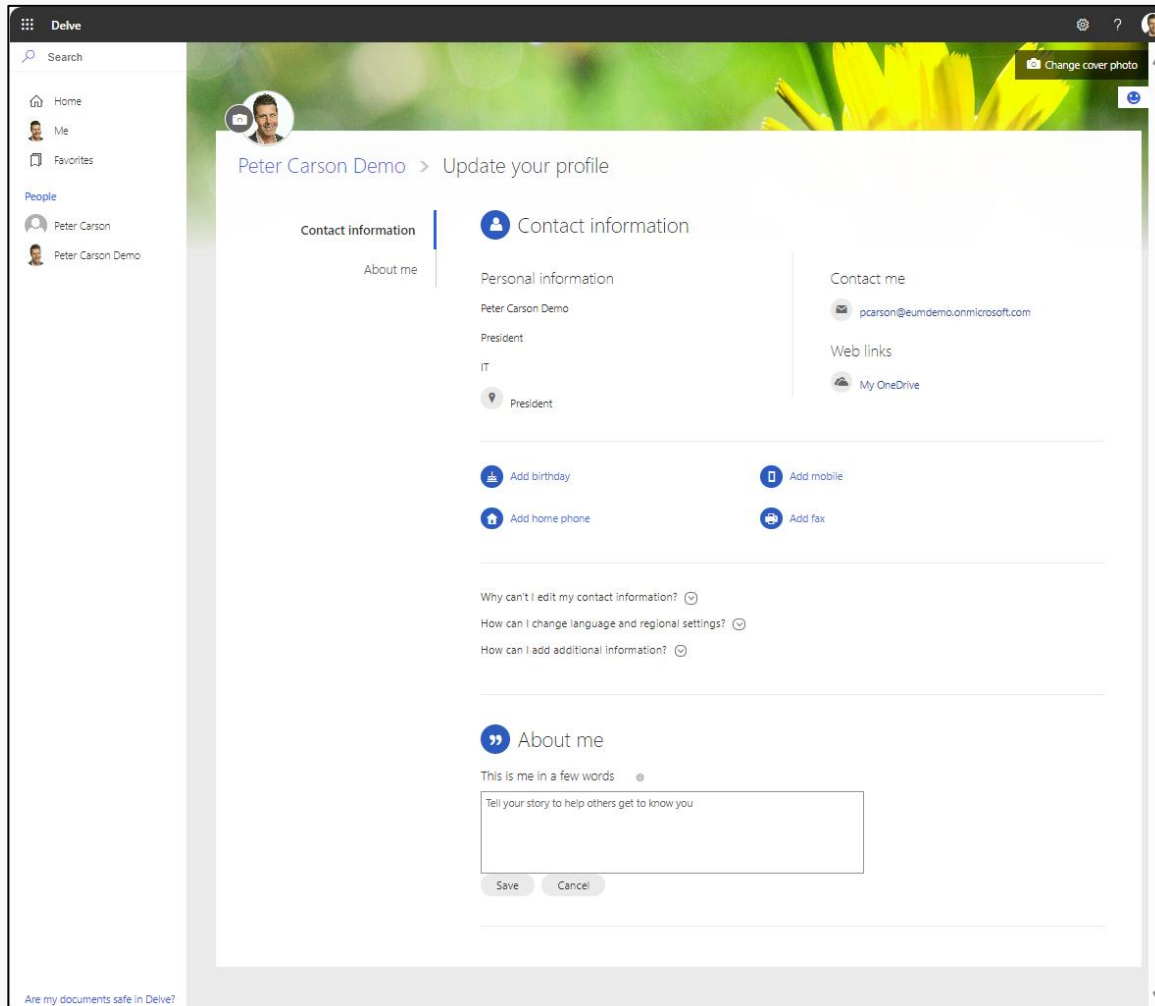 Delve
?
Search
Change cover photo
Home
Me
Favorites
People
Peter Carson
Peter Carson Demo
Peter Carson Demo > Update your profile
Contact information
About me
Contact information
Personal information
Peter Carson Demo
President
IT
President
Contact me
pcarson@eumdemo.onmicrosoft.com
Web links
My OneDrive
Add birthday
Add mobile
Add home phone
Add fax
Why can't I edit my contact information?
How can I change language and regional settings?
How can I add additional information?
About me
This is me in a few words
Tell your story to help others get to know you
Save
Cancel
Are my documents safe in Delve?